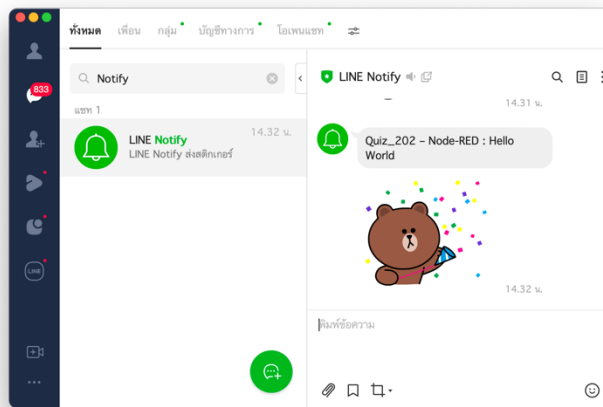 ทั้งหมด เพื่อน กลุ่ม บัญชีทางการ โอเพนแชท
833
Notify
แชท 1
LINE Notify 14.32 น.
LINE Notify ส่งสติกเกอร์
LINE
LINE Notify
14.31 น.
Quiz_202 – Node-RED : Hello
World
14.32 น.
พิมพ์ข้อความ